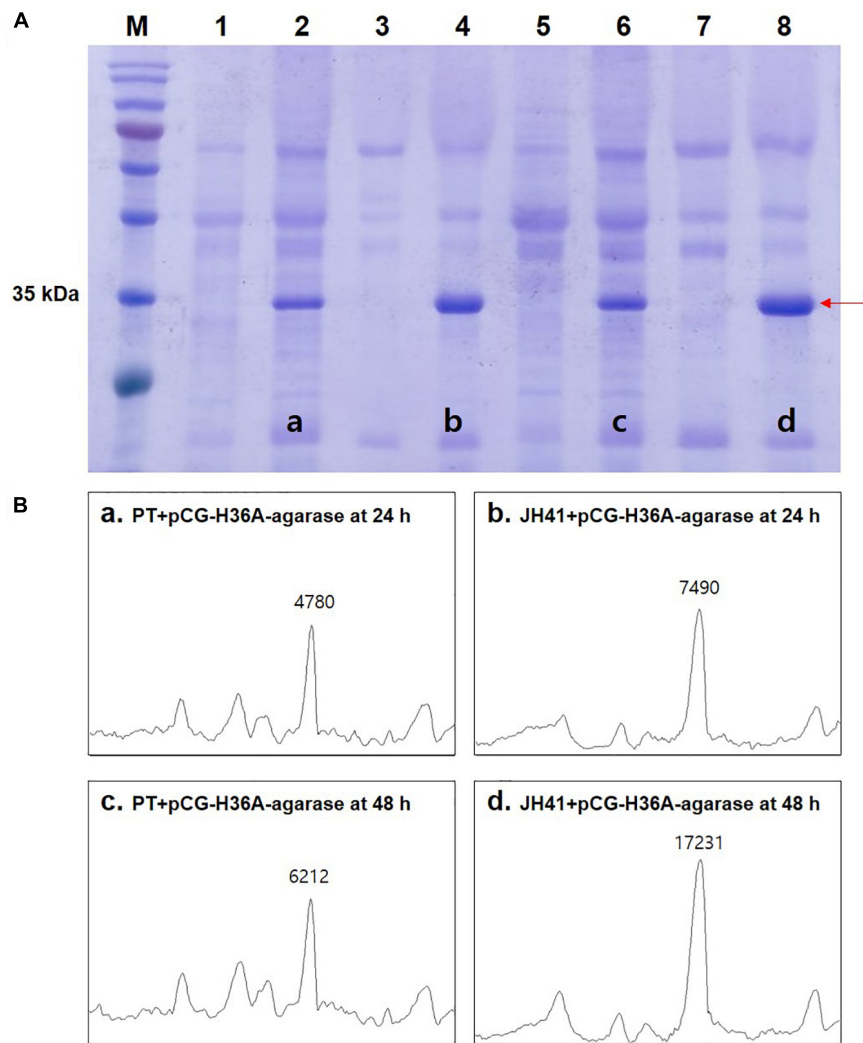 A
M 1 2 3 4 5 6 7 8
35 kDa
a b c d
B
a. PT+pCG-H36A-agarase at 24 h
4780
b. JH41+pCG-H36A-agarase at 24 h
7490
c. PT+pCG-H36A-agarase at 48 h
6212
d. JH41+pCG-H36A-agarase at 48 h
17231